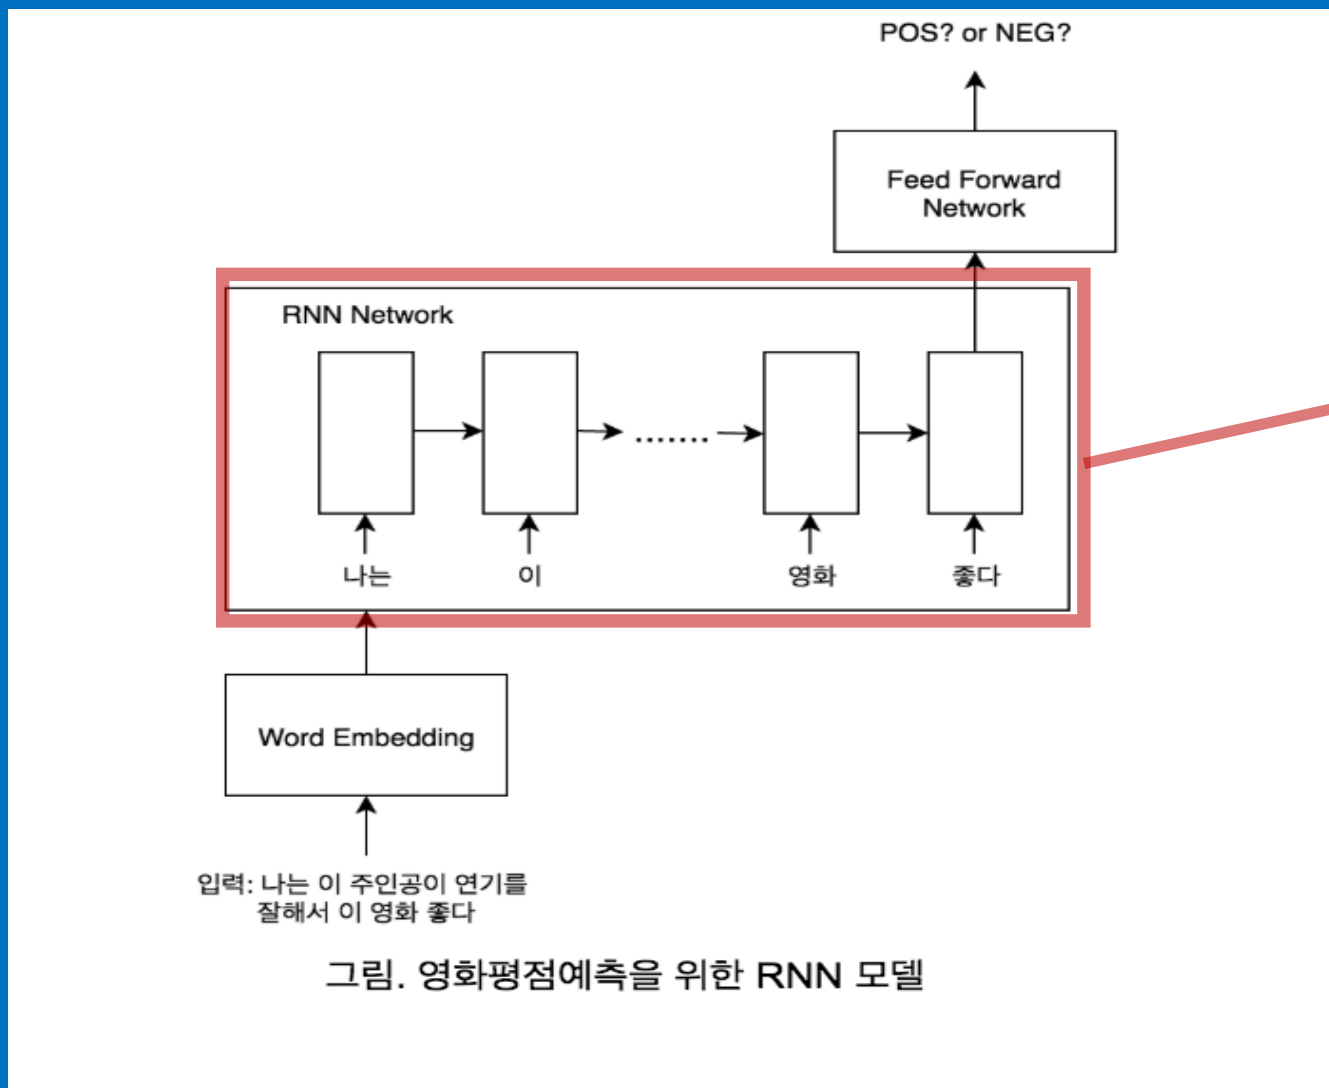 POS? or NEG?
Feed Forward
Network
RNN Network
.......
나는
이
영화
좋다
Word Embedding
입력: 나는 이 주인공이 연기를
잘해서 이 영화 좋다
그림. 영화평점예측을 위한 RNN 모델